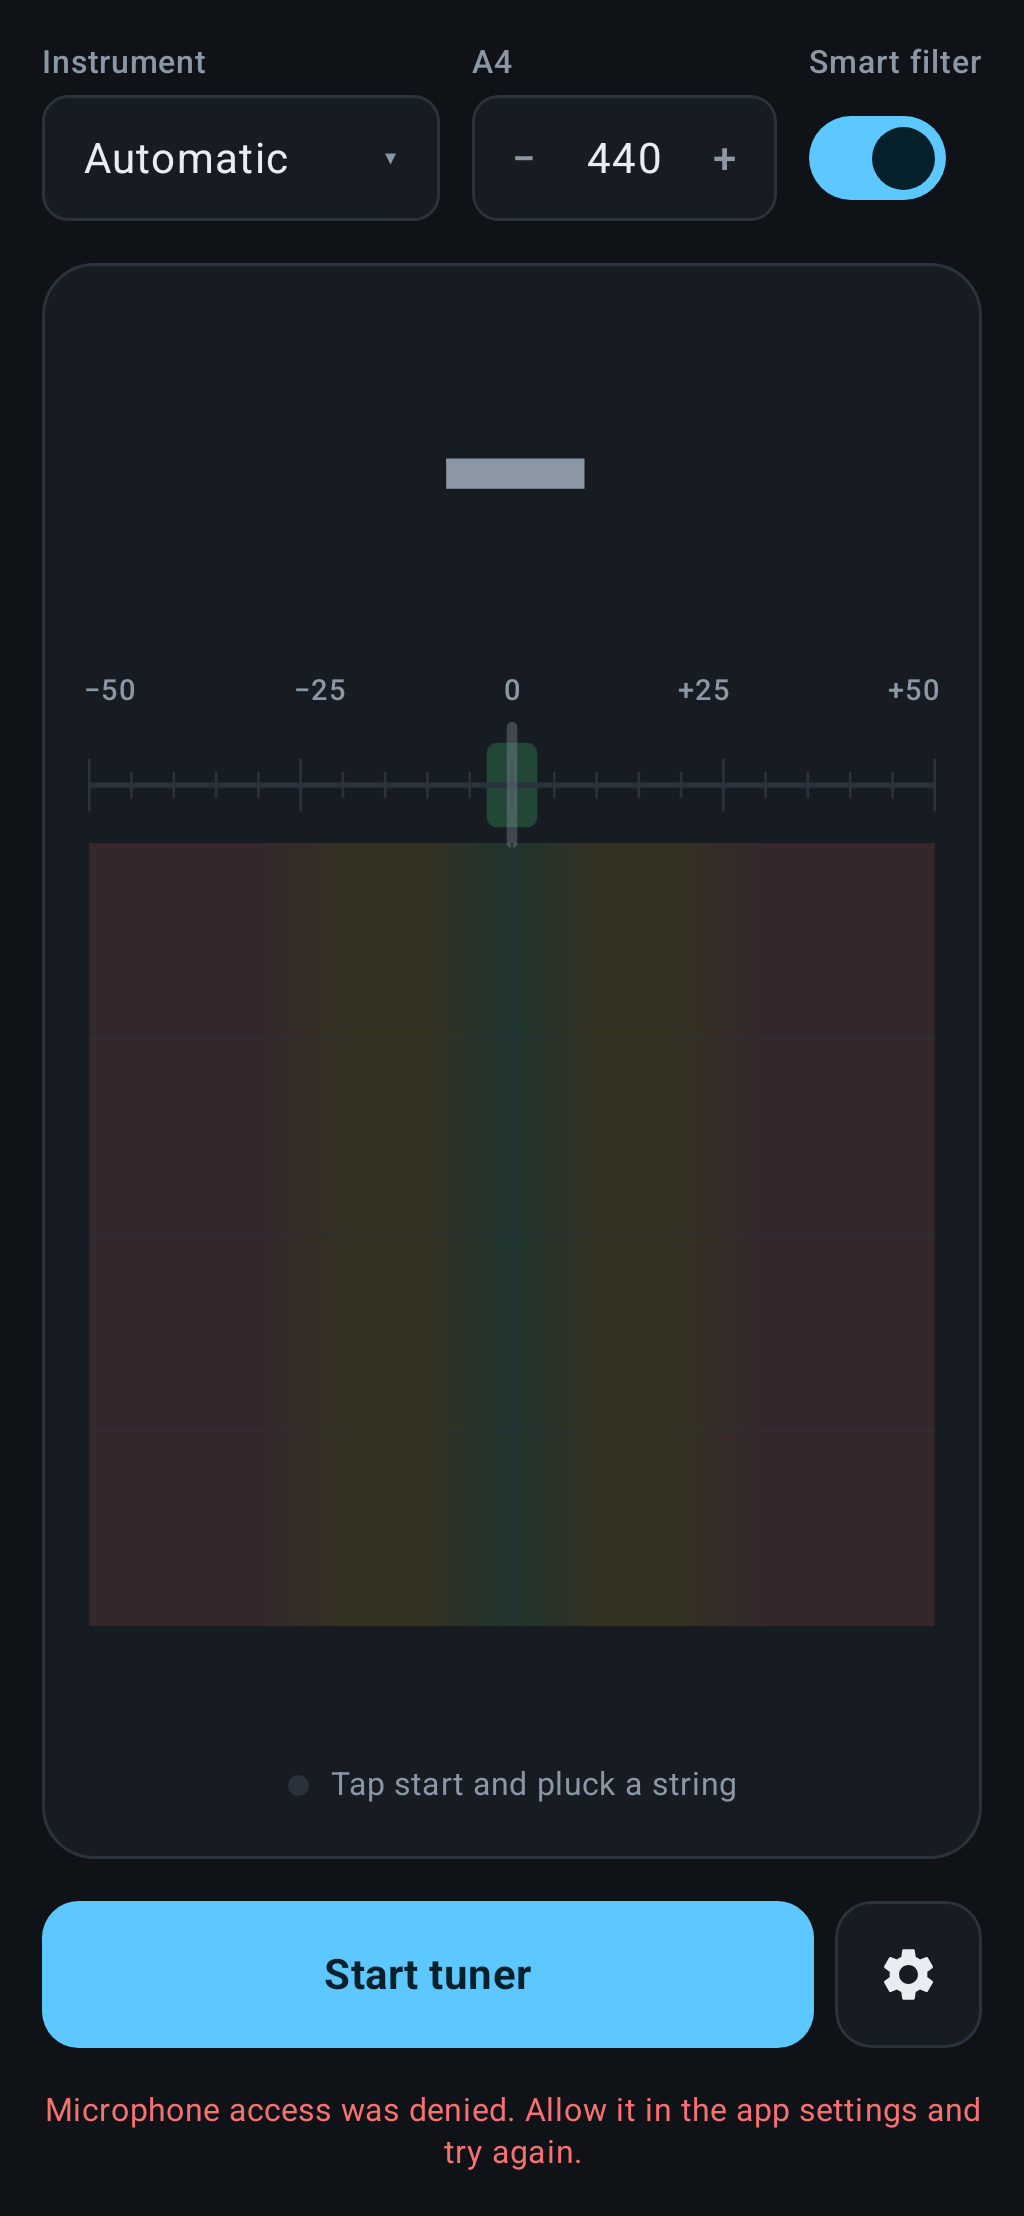 Instrument
A4
Smart filter
Automatic
− 440 +
−50 −25 0 +25 +50
Tap start and pluck a string
Start tuner
Microphone access was denied. Allow it in the app settings and
try again.